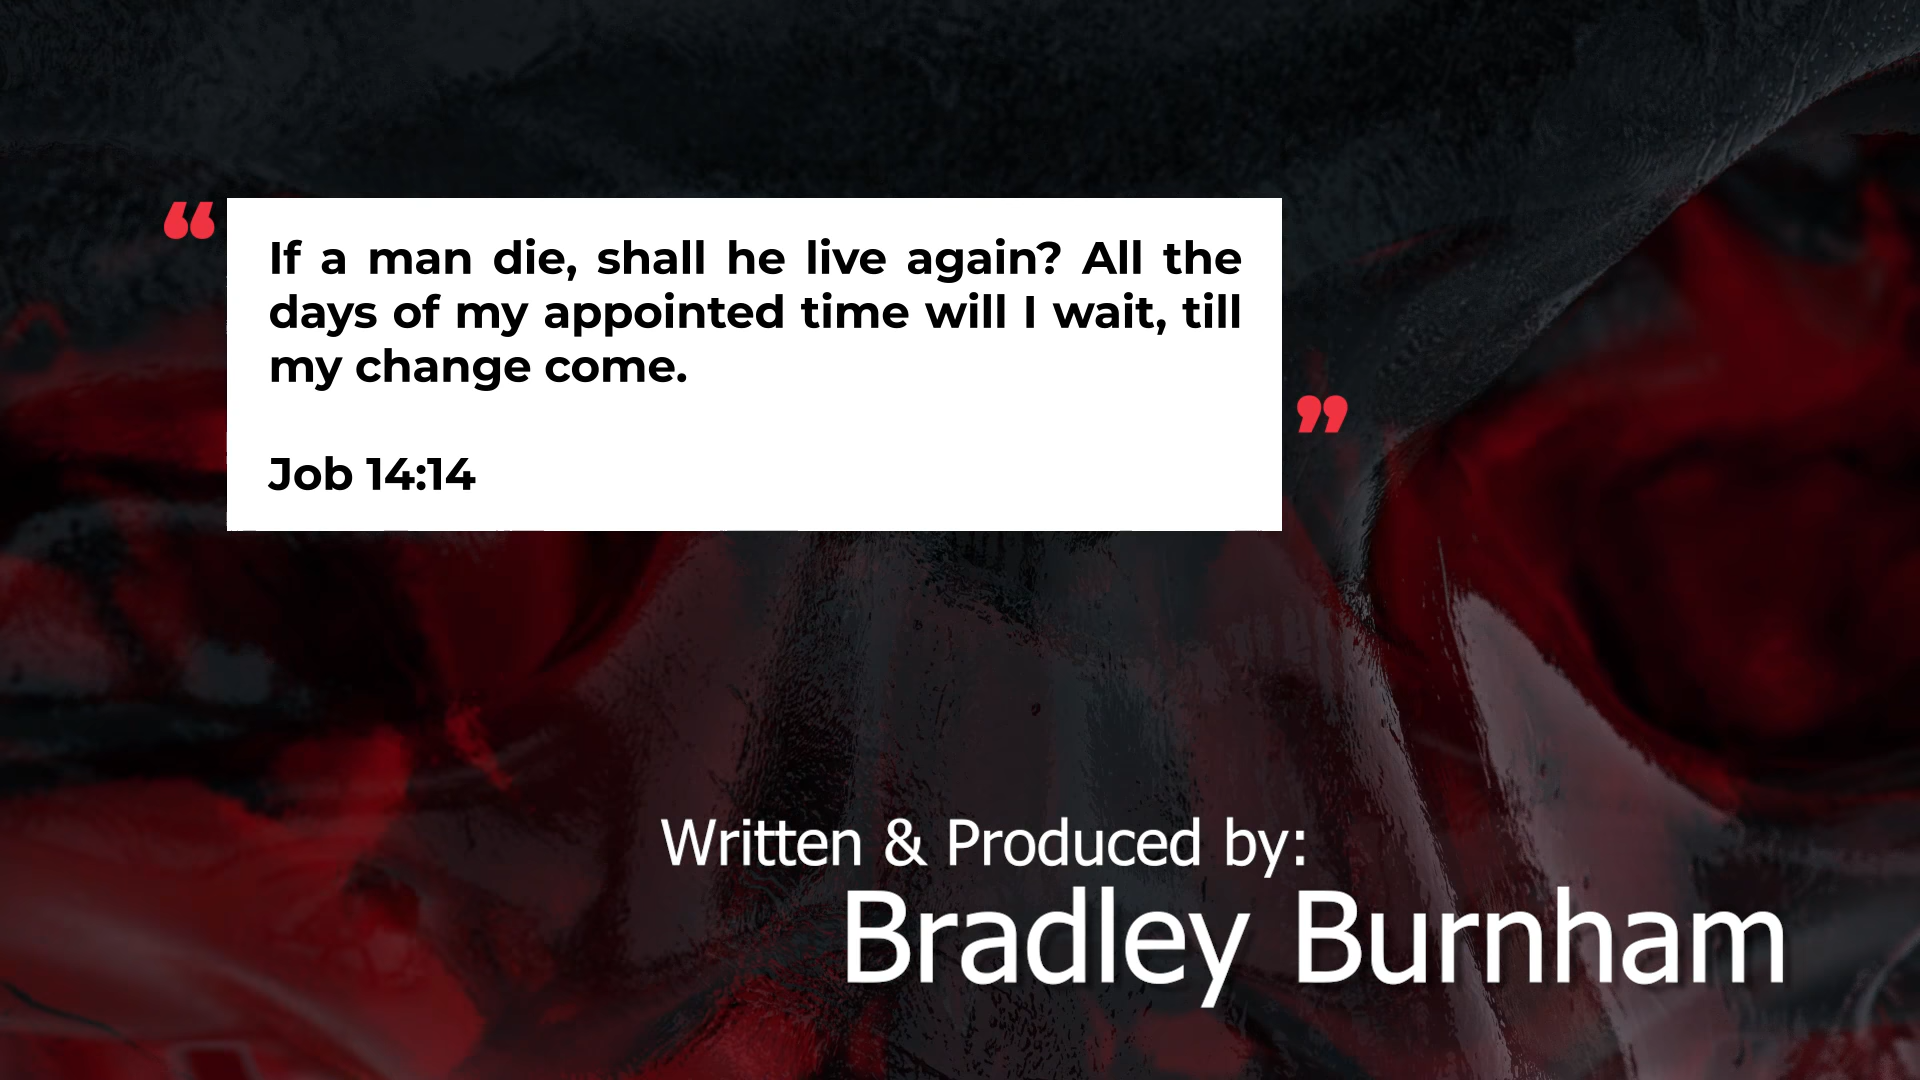 “If a man die, shall he live again? All the
days of my appointed time will I wait, till
my change come.”
Job 14:14
Written & Produced by:
Bradley Burnham